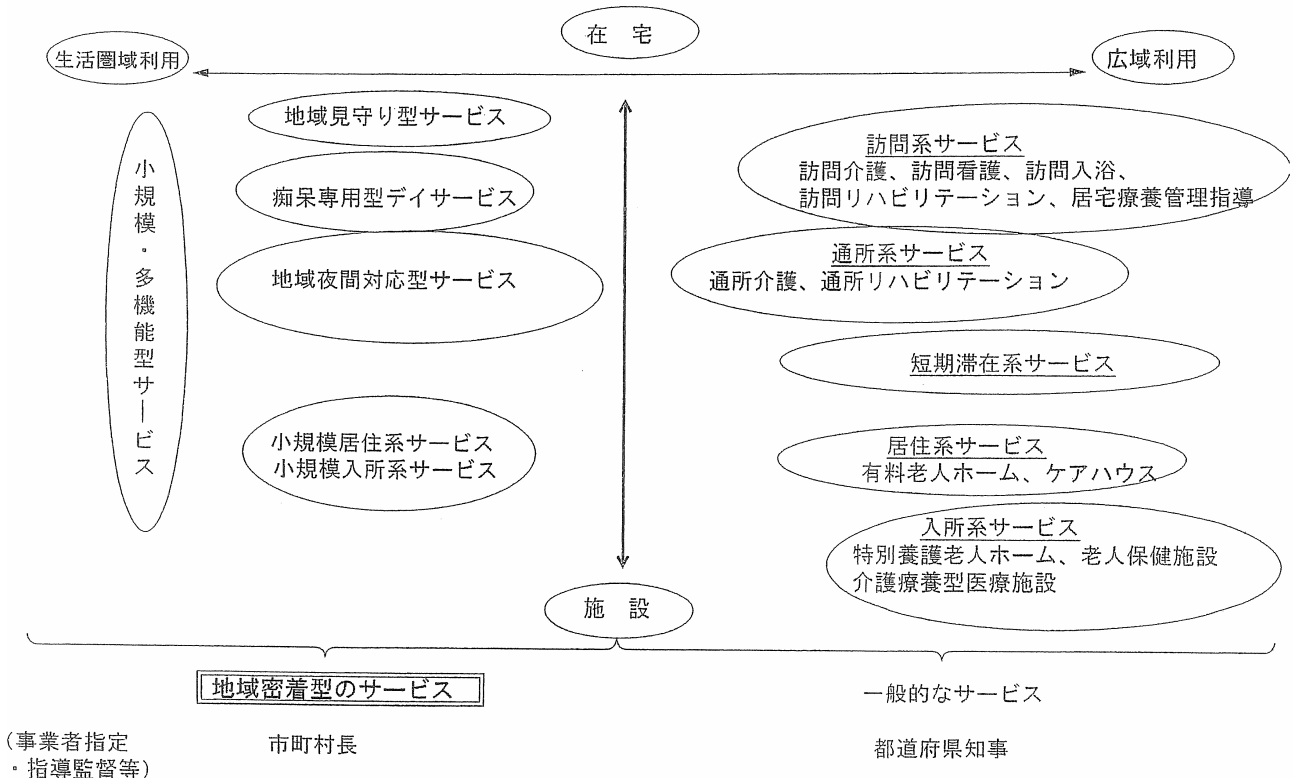 在　宅
生活圏域利用
広域利用
地域見守り型サービス
痴呆専用型デイサービス
地域夜間対応型サービス
小規模・多機能型サービス
小規模居住系サービス
小規模入所系サービス
訪問系サービス
訪問介護、訪問看護、訪問入浴、
訪問リハビリテーション、居宅療養管理指導
通所系サービス
通所介護、通所リハビリテーション
短期滞在系サービス
居住系サービス
有料老人ホーム、ケアハウス
入所系サービス
特別養護老人ホーム、老人保健施設
介護療養型医療施設
施　設
地域密着型のサービス
一般的なサービス
（事業者指定
・指導監督等）
市町村長
都道府県知事